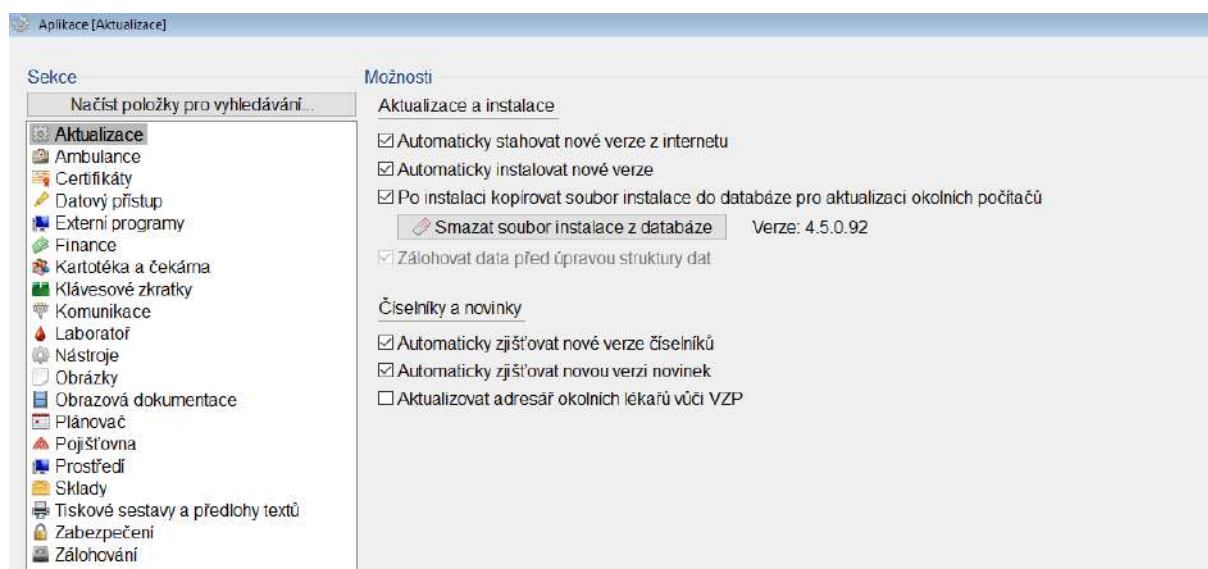 Aplikace [Aktualizace]
Sekce
Načíst položky pro vyhledávání...
Aktualizace
Ambulance
Certifikáty
Datový přístup
Externí programy
Finance
Kartotéka a čekárna
Klávesové zkratky
Komunikace
Laboratoř
Nástroje
Obrázky
Obrazová dokumentace
Plánovač
Pojišťovna
Prostředí
Sklady
Tiskové sestavy a předlohy textů
Zabezpečení
Zálohování
Možnosti
Aktualizace a instalace
Automaticky stahovat nové verze z internetu
Automaticky instalovat nové verze
Po instalaci kopírovat soubor instalace do databáze pro aktualizaci okolních počítačů
Smazat soubor instalace z databáze Verze: 4.5.0.92
Zálohovat data před úpravou struktury dat
Číselníky a novinky
Automaticky zjišťovat nové verze číselníků
Automaticky zjišťovat novou verzi novinek
Aktualizovat adresář okolních lékařů vůči VZP